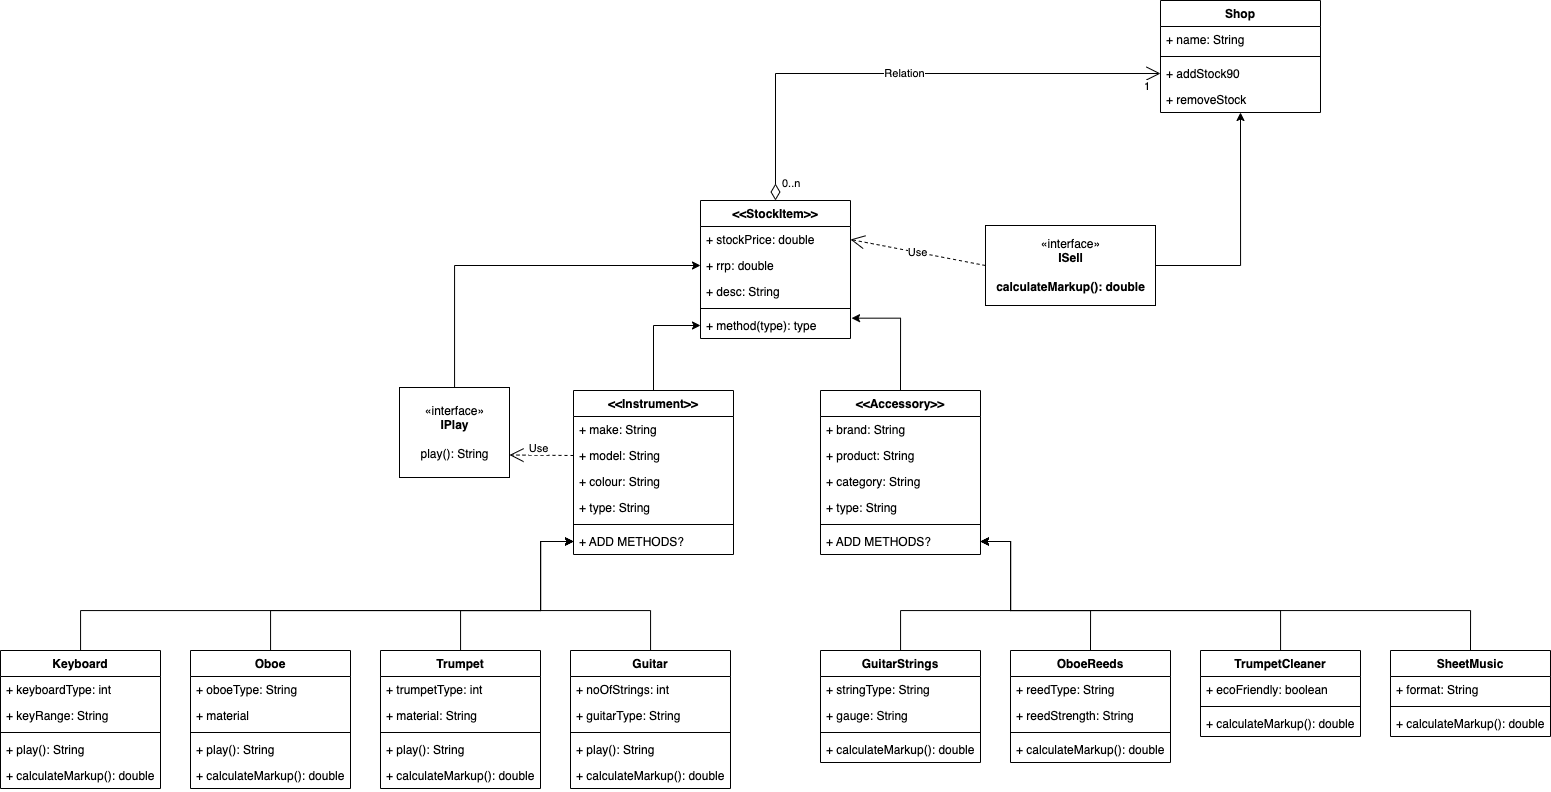 Shop
+ name: String
+ addStock90
+ removeStock
Relation
1
0..n
<<StockItem>>
+ stockPrice: double
+ rrp: double
+ desc: String
+ method(type): type
Use
«interface»
ISell
calculateMarkup(): double
«interface»
IPlay
play(): String
Use
<<Instrument>>
+ make: String
+ model: String
+ colour: String
+ type: String
+ ADD METHODS?
<<Accessory>>
+ brand: String
+ product: String
+ category: String
+ type: String
+ ADD METHODS?
Keyboard
+ keyboardType: int
+ keyRange: String
+ play(): String
+ calculateMarkup(): double
Oboe
+ oboeType: String
+ material
+ play(): String
+ calculateMarkup(): double
Trumpet
+ trumpetType: int
+ material: String
+ play(): String
+ calculateMarkup(): double
Guitar
+ noOfStrings: int
+ guitarType: String
+ play(): String
+ calculateMarkup(): double
GuitarStrings
+ stringType: String
+ gauge: String
+ calculateMarkup(): double
OboeReeds
+ reedType: String
+ reedStrength: String
+ calculateMarkup(): double
TrumpetCleaner
+ ecoFriendly: boolean
+ calculateMarkup(): double
SheetMusic
+ format: String
+ calculateMarkup(): double